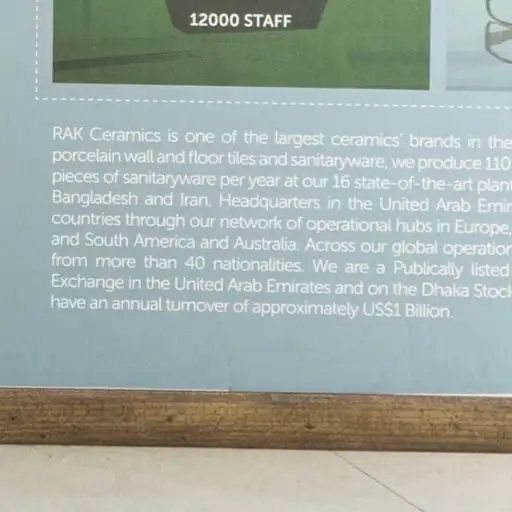 12000 STAFF
RAK Ceramics is one of the largest ceramics' brands in the
porcelain wall and floor tiles and sanitaryware, we produce 110
pieces of sanitaryware per year at our 16 state-of-the-art plant
Bangladesh and Iran. Headquarters in the United Arab Emir
countries through our network of operational hubs in Europe,
and South America and Australia. Across our global operation
from more than 40 nationalities. We are a Publically listed
Exchange in the United Arab Emirates and on the Dhaka Stock
have an annual turnover of approximately US$1 Billion.